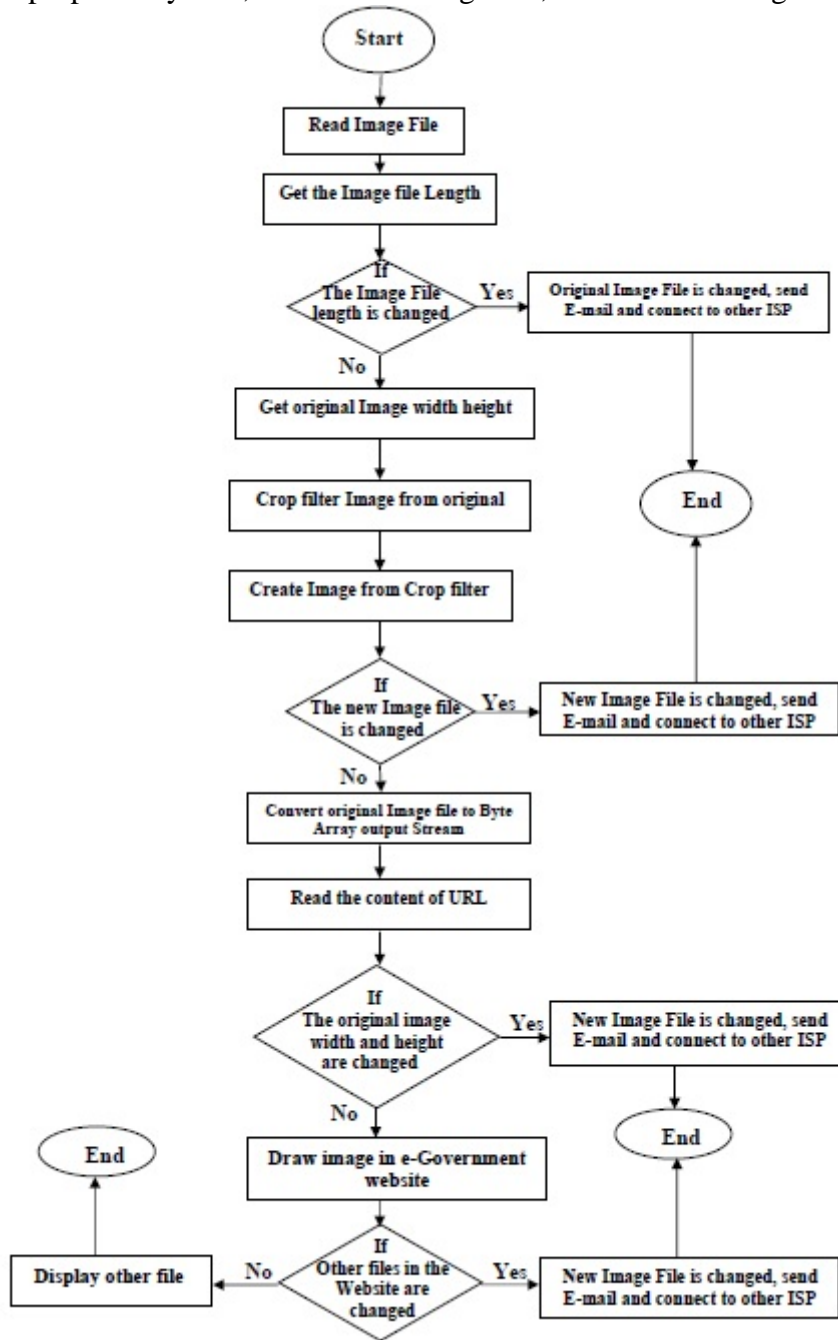 Start
Read Image File
Get the Image file Length
If
The Image File
length is changed
Yes
Original Image File is changed, send
E-mail and connect to other ISP
No
Get original Image width height
End
Crop filter Image from original
Create Image from Crop filter
If
The new Image file
is changed
Yes
New Image File is changed, send
E-mail and connect to other ISP
No
Convert original Image file to Byte
Array output Stream
Read the content of URL
If
The original image
width and height
are changed
Yes
New Image File is changed, send
E-mail and connect to other ISP
No
End
Draw image in e-Government
website
End
If
Other files in the
Website are
changed
No
Display other file
Yes
New Image File is changed, send
E-mail and connect to other ISP